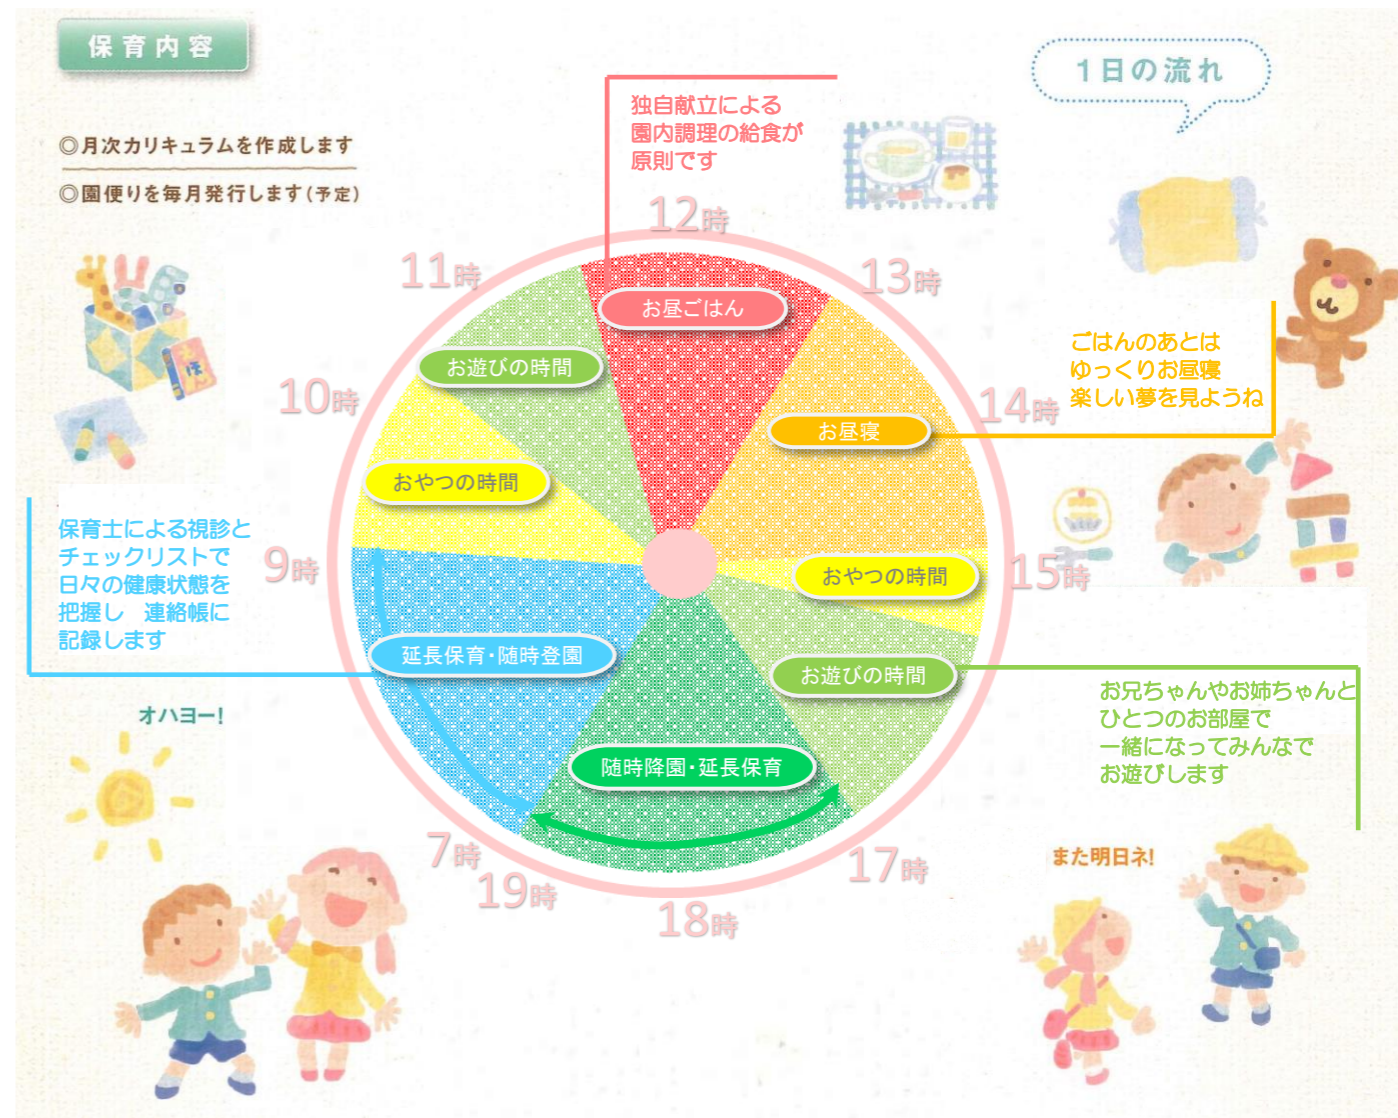 保育内容
1日の流れ
◎月次カリキュラムを作成します
◎園便りを毎月発行します(予定)
独自献立による
園内調理の給食が
原則です
12時
11時
13時
お昼ごはん
お遊びの時間
10時
14時
ごはんのあとは
ゆっくりお昼寝
楽しい夢を見ようね
お昼寝
おやつの時間
ほん
保育士による視診と
チェックリストで
日々の健康状態を
把握し 連絡帳に
記録します
9時
おやつの時間
15時
延長保育・随時登園
お遊びの時間
お兄ちゃんやお姉ちゃんと
ひとつのお部屋で
一緒になってみんなで
お遊びします
オハヨー!
随時降園・延長保育
7時
19時
18時
17時
また明日ネ!